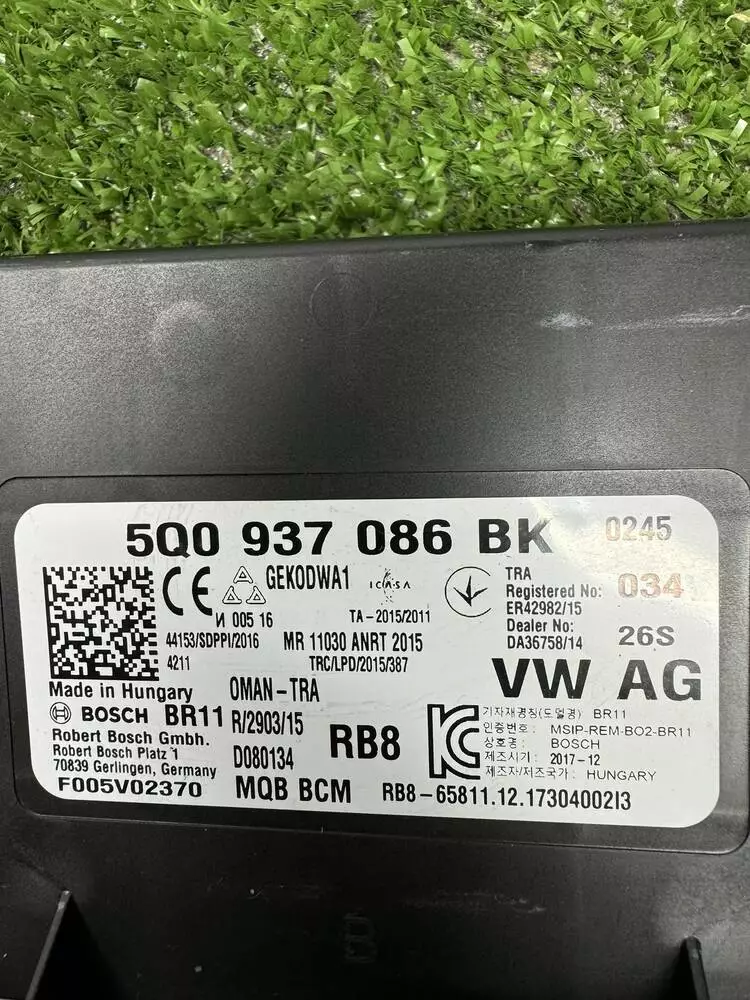 5Q0 937 086 BK 0245
CE GEKODWA1 ICASA
И 005 16 TA-2015/2011
44153/SDPPI/2016 MR 11030 ANRT 2015
4211 TRC/LPD/2015/387
TRA
Registered No: 034
ER42982/15
Dealer No:
DA36758/14 26S
VW AG
Made in Hungary OMAN-TRA
BOSCH BR11 R/2903/15
Robert Bosch Gmbh. D080134 RB8
Robert Bosch Platz 1
70839 Gerlingen, Germany
F005V02370 MQB BCM RB8-65811.12.1730400213
기자재명칭(모델명) BR11
인증번호 : MSIP-REM-BO2-BR11
상호명 : BOSCH
제조시기 : 2017-12
제조자/제조국가 : HUNGARY